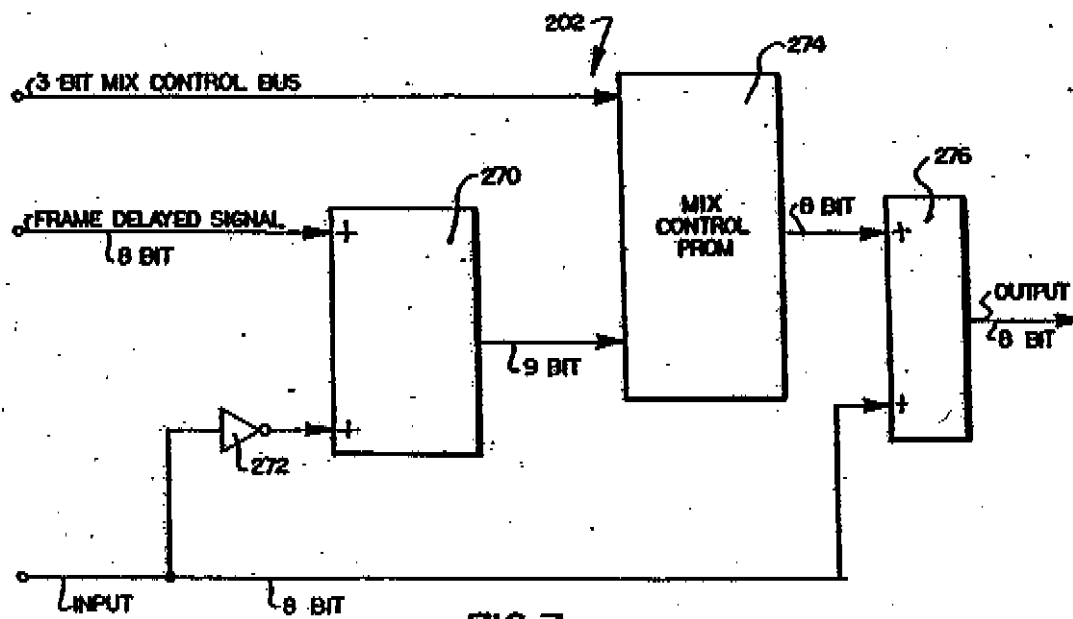 202
274
3 BIT MIX CONTROL BUS
276
270
FRAME DELAYED SIGNAL
+
8 BIT
MIX
CONTROL
PROM
8 BIT
+
OUTPUT
8 BIT
9 BIT
+
+
272
INPUT
8 BIT